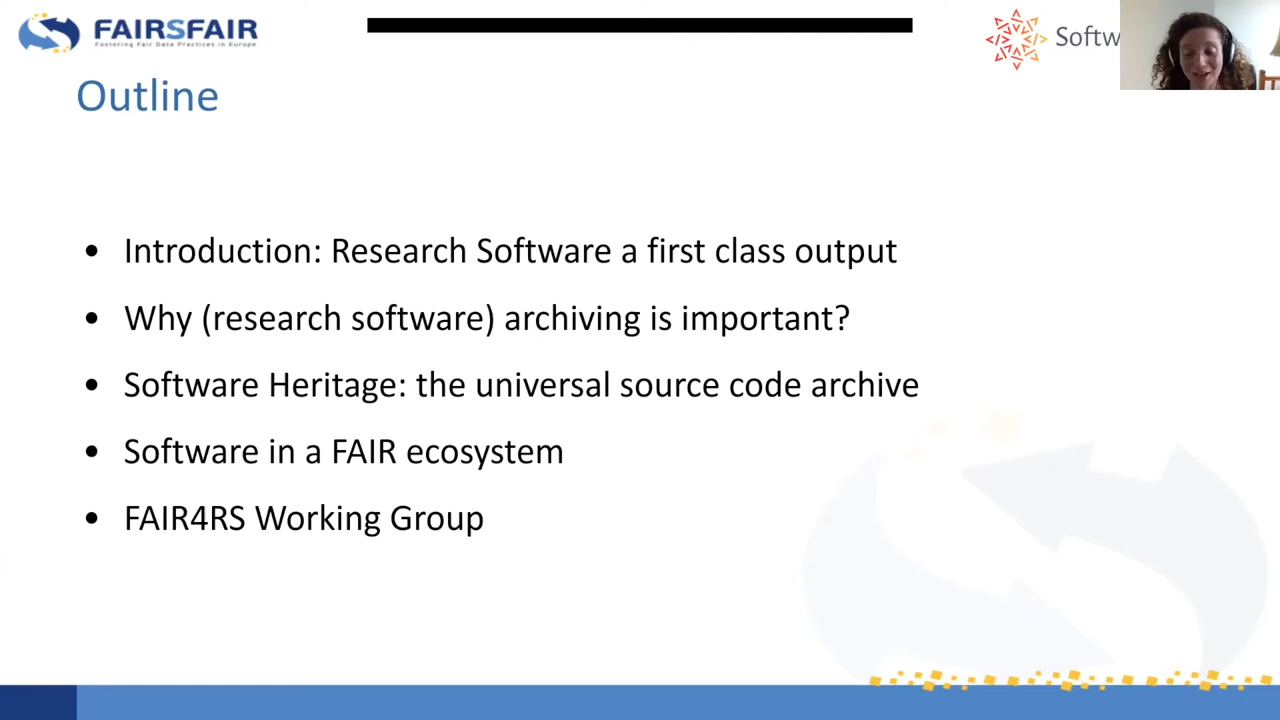 FAIRSFAIR
Fostering Fair Data Practices in Europe
Softw
Outline
• Introduction: Research Software a first class output
• Why (research software) archiving is important?
• Software Heritage: the universal source code archive
• Software in a FAIR ecosystem
• FAIR4RS Working Group